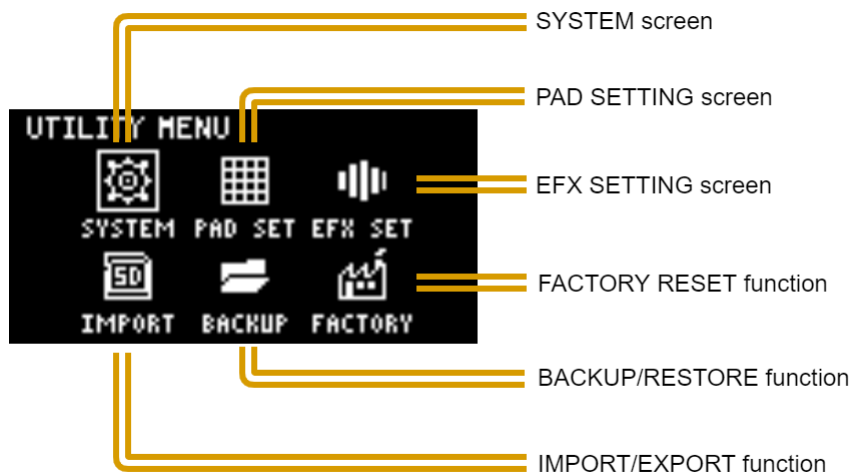 SYSTEM screen
PAD SETTING screen
UTILITY MENU
EFX SETTING screen
SYSTEM PAD SET EFX SET
SD
FACTORY RESET function
IMPORT BACKUP FACTORY
BACKUP/RESTORE function
IMPORT/EXPORT function